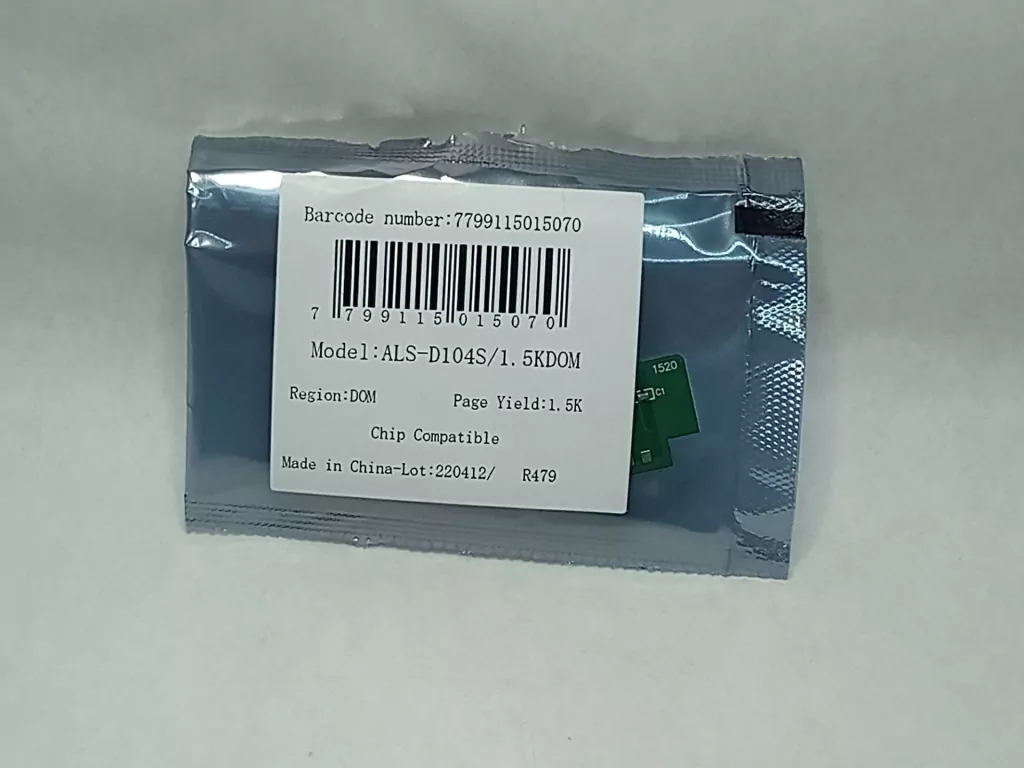 Barcode number:7799115015070
7 799115 015070
Model:ALS-D104S/1.5KDOM
Region:DOM Page Yield:1.5K
Chip Compatible
Made in China-Lot:220412/ R479
1520
C1